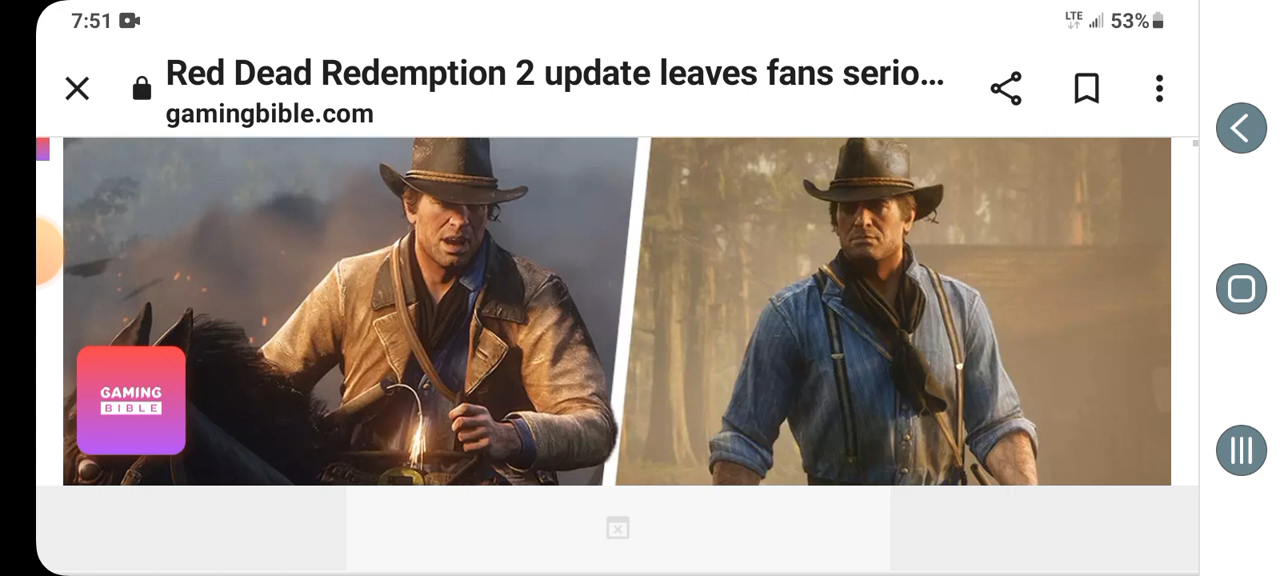 7:51
LTE
53%
Red Dead Redemption 2 update leaves fans serio...
gamingbible.com
GAMING
BIBLE